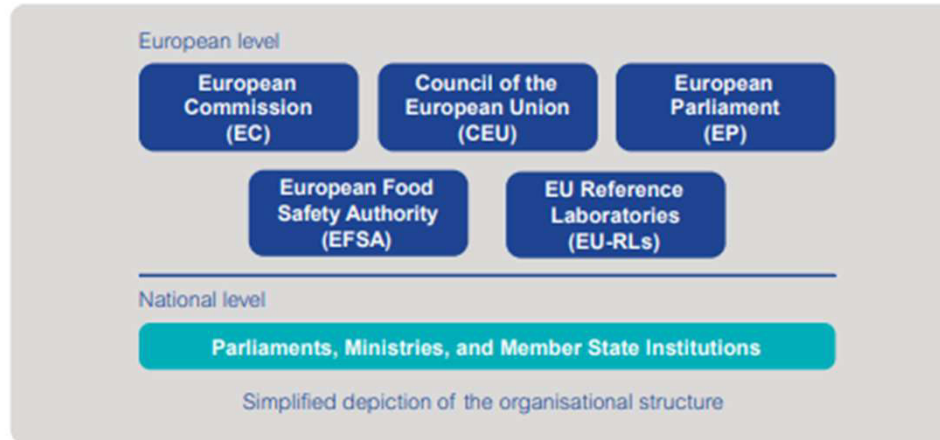 European level
European
Commission
(EC)
Council of the
European Union
(CEU)
European
Parliament
(EP)
European Food
Safety Authority
(EFSA)
EU Reference
Laboratories
(EU-RLs)
National level
Parliaments, Ministries, and Member State Institutions
Simplified depiction of the organisational structure